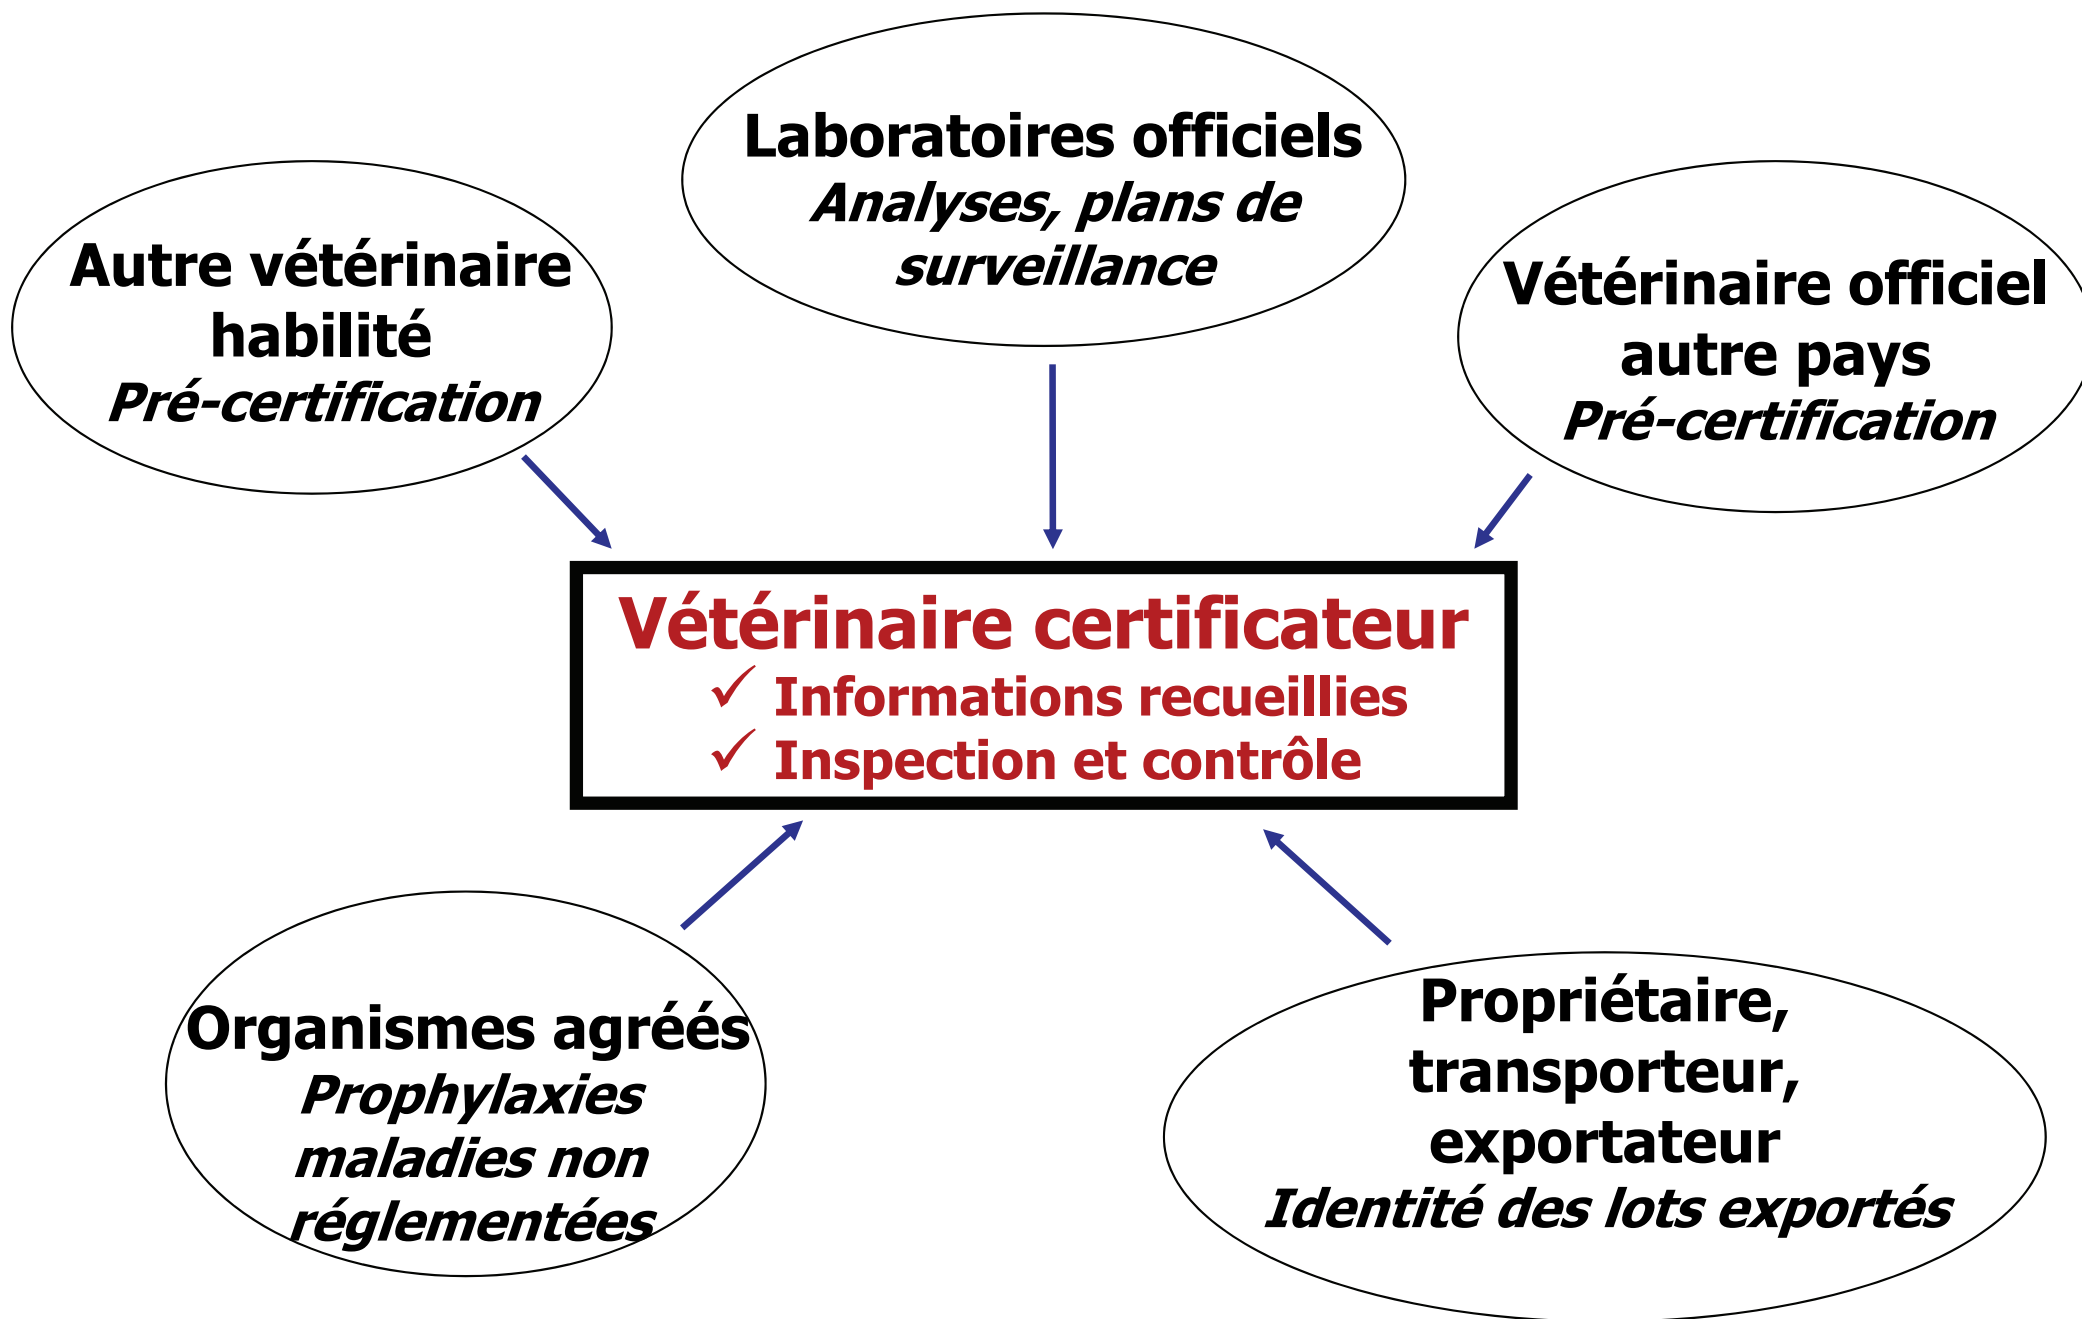 Laboratoires officiels
Analyses, plans de
surveillance
Autre vétérinaire
habilité
Pré-certification
Vétérinaire officiel
autre pays
Pré-certification
Vétérinaire certificateur
✓ Informations recueillies
✓ Inspection et contrôle
Organismes agréés
Prophylaxies
maladies non
réglementées
Propriétaire,
transporteur,
exportateur
Identité des lots exportés